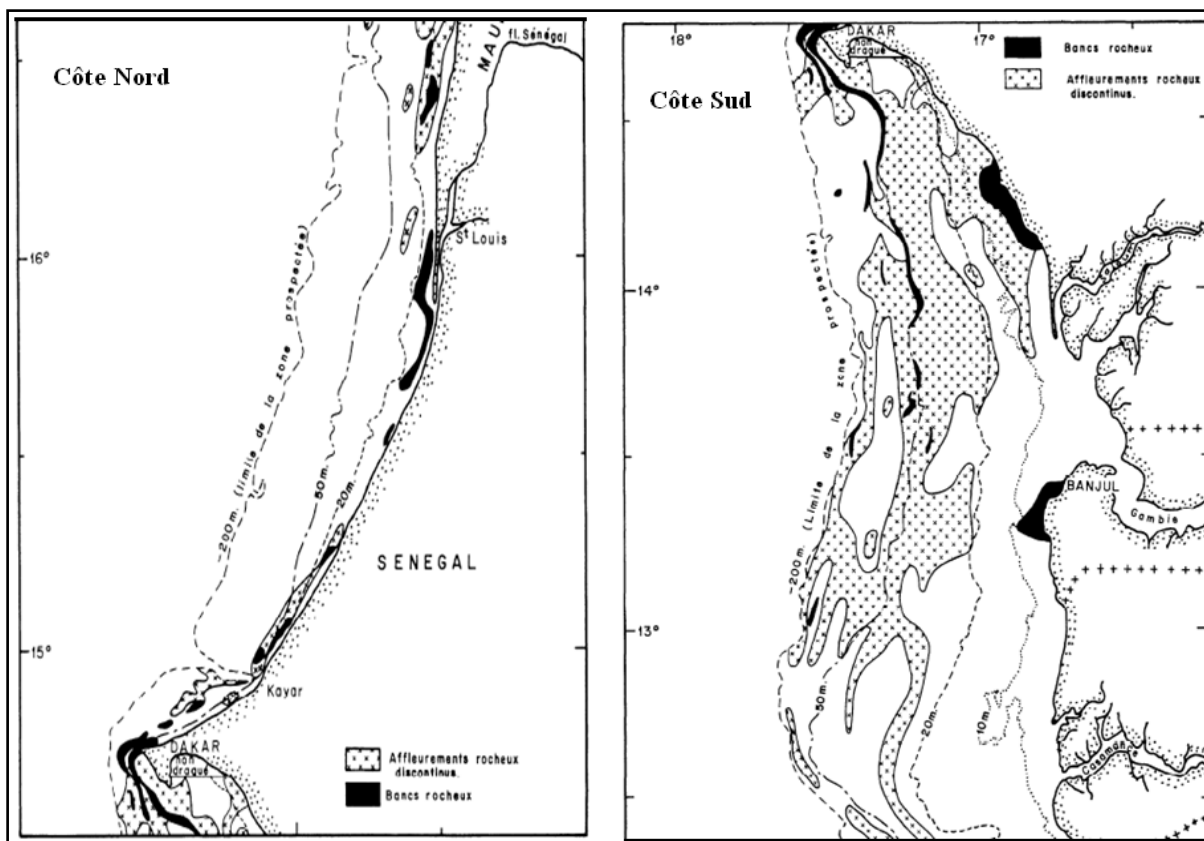 Côte Nord
MAU
fl. Sénégal
St Louis
16°
-200 m. (limite de la zone prospectée)
50 m.
20 m.
SENEGAL
15°
Kayar
DAKAR
non
dragué
Affleurements rocheux
discontinus.
Bancs rocheux
18°
17°
DAKAR
non
dragué
Bancs rocheux
Affleurements rocheux
discontinus.
Côte Sud
14°
-200 m. (Limite de la zone prospectée)
BANJUL
Gambie
13°
50 m.
20 m.
10 m.
Casamance